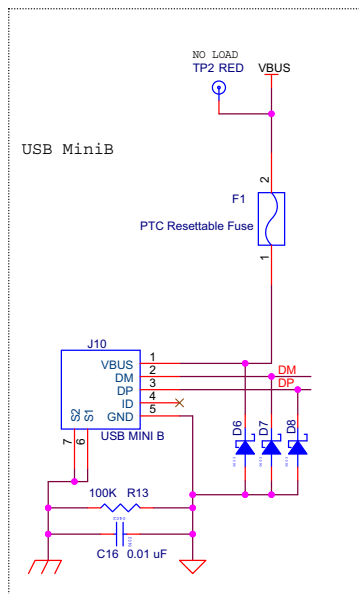 NO LOAD
TP2 RED VBUS
USB MiniB
2
F1
PTC Resettable Fuse
1
J10
VBUS 1
DM 2 DM
DP 3 DP
ID 4
GND 5
S2 S1
7 6
USB MINI B
D6 D7 D8
100K R13
C16 0.01 uF